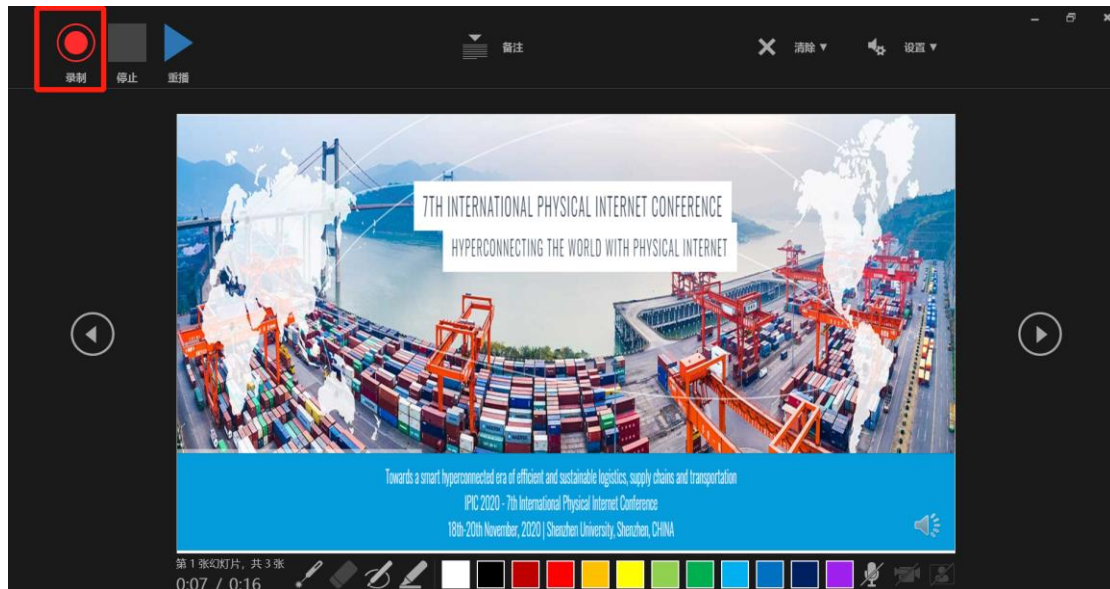 录制
停止
重播
备注
清除
设置
7TH INTERNATIONAL PHYSICAL INTERNET CONFERENCE
HYPERCONNECTING THE WORLD WITH PHYSICAL INTERNET
Towards a smart hyperconnected era of efficient and sustainable logistics, supply chains and transportation
IPIC 2020 - 7th International Physical Internet Conference
18th-20th November, 2020 | Shenzhen University, Shenzhen, CHINA
第 1 张幻灯片，共 3 张
0:07 / 0:16